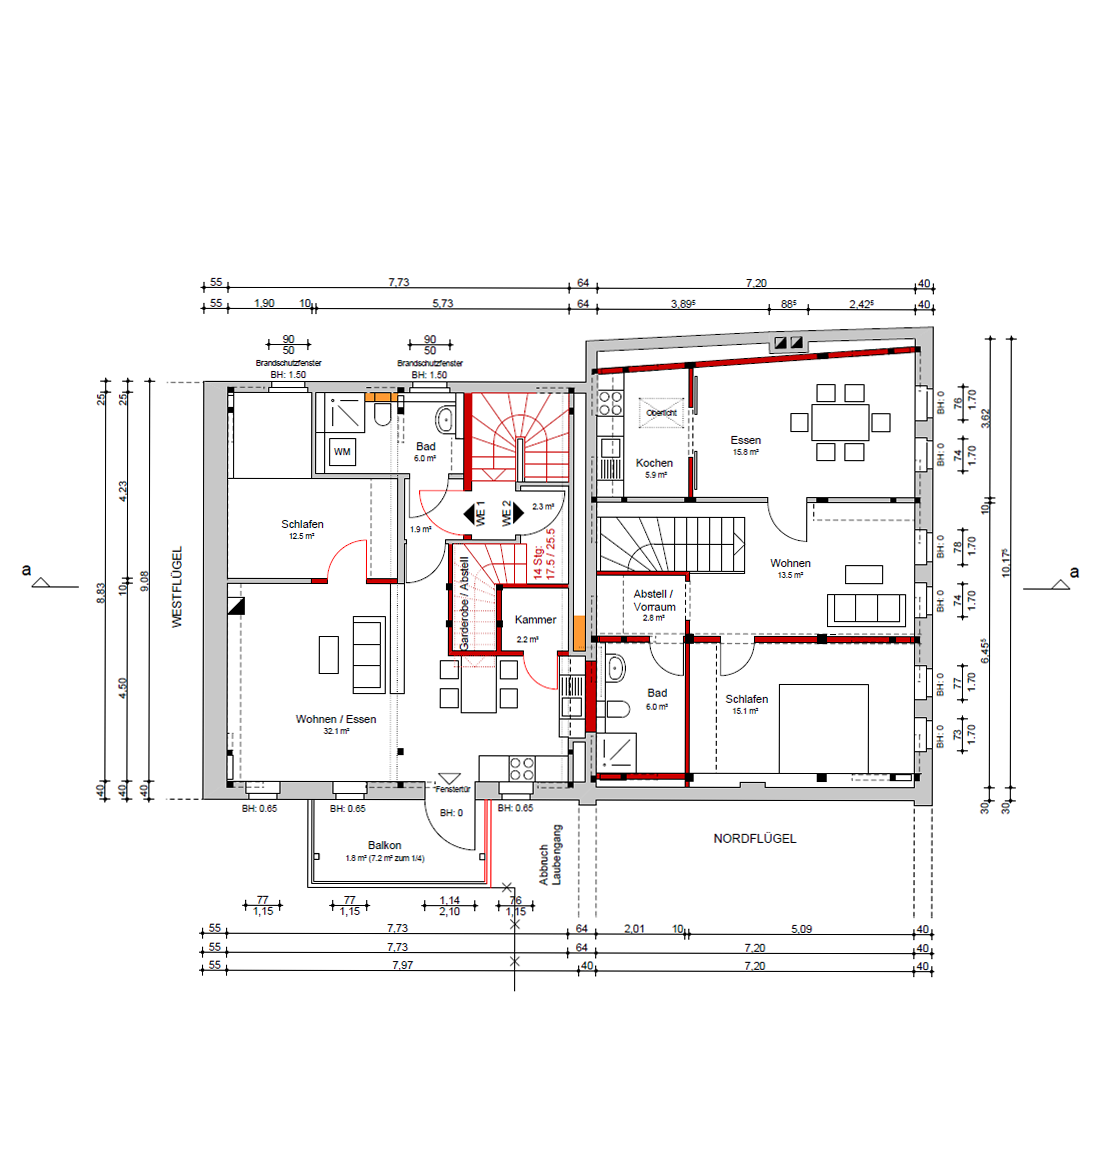 55 7,73 64 7,20 40
55 1,90 10 5,73 64 3,89⁵ 88⁵ 2,42⁵ 40
90
50
Brandschutzfenster
BH: 1.50
90
50
Brandschutzfenster
BH: 1.50
25
25
4,23
10
4,50
8,83
9,08
40
40
40
WESTFLÜGEL
a
a
WM
Bad
6.0 m²
Schlafen
12.5 m²
1.9 m²
WE 1
WE 2
2.3 m²
14 Stg:
17.5 / 25.5
Garderobe / Abstell
Kammer
2.2 m²
Wohnen / Essen
32.1 m²
Oberlicht
Kochen
5.9 m²
Essen
15.8 m²
Wohnen
13.5 m²
Abstell /
Vorraum
2.8 m²
Bad
6.0 m²
Schlafen
15.1 m²
BH: 0
76
1.70
BH: 0
74
1.70
BH: 0
78
1.70
BH: 0
74
1.70
BH: 0
77
1.70
BH: 0
73
1.70
3,62
10
6,45⁵
10,17⁵
30
30
BH: 0.65
BH: 0.65
Fenstertür
BH: 0
BH: 0.65
Balkon
1.8 m² (7.2 m² zum 1/4)
Abbruch
Laubengang
NORDFLÜGEL
77
1,15
77
1,15
1,14
2,10
76
1,15
55 7,73 64 2,01 10 5,09 40
55 7,73 64 7,20 40
55 7,97 40 7,20 40